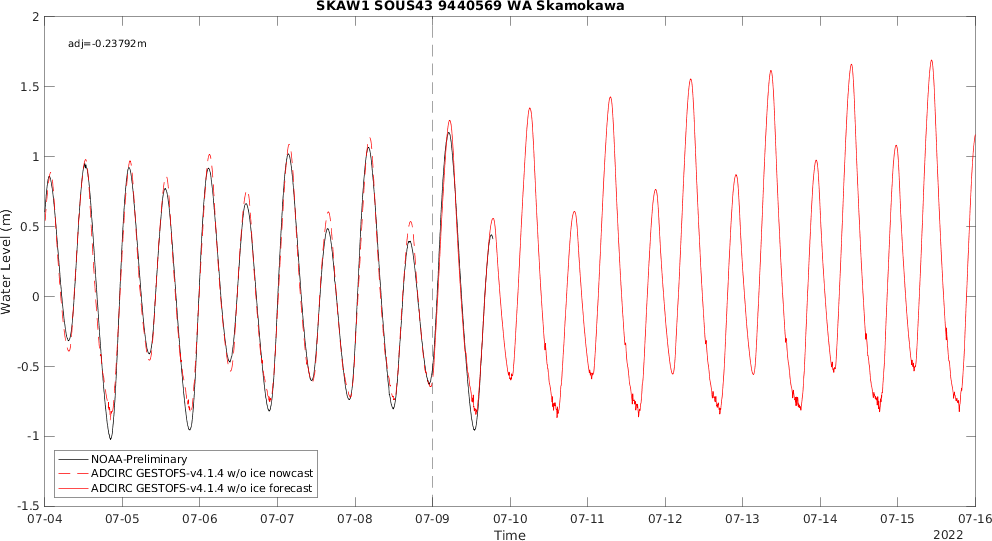 SKAW1 SOUS43 9440569 WA Skamokawa
adj=-0.23792m
2
1.5
1
0.5
0
-0.5
-1
-1.5
Water Level (m)
NOAA-Preliminary
ADCIRC GESTOFS-v4.1.4 w/o ice nowcast
ADCIRC GESTOFS-v4.1.4 w/o ice forecast
07-04 07-05 07-06 07-07 07-08 07-09 07-10 07-11 07-12 07-13 07-14 07-15 07-16
Time
2022